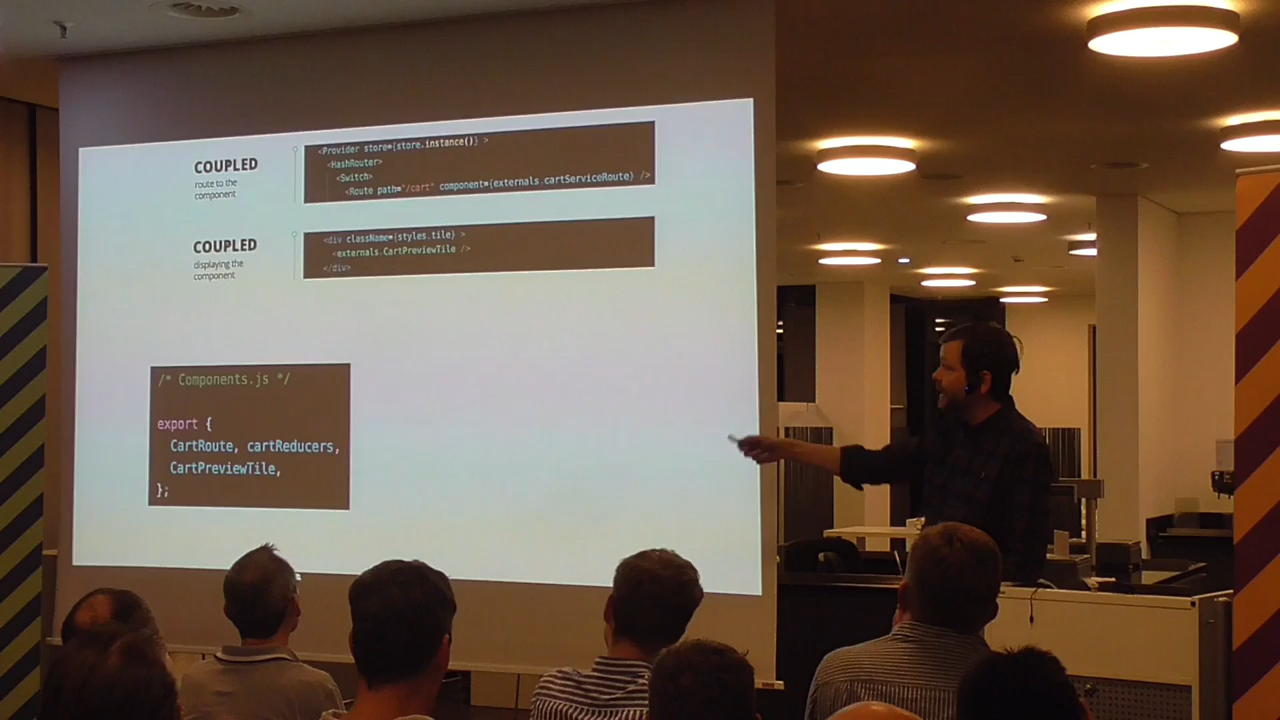 COUPLED
route to the
component
<Provider store={store.instance()} >
<HashRouter>
<Switch>
<Route path="/cart" component={externals.cartServiceRoute} />
COUPLED
displaying the
component
<div className={styles.tile} >
<externals.CartPreviewTile />
</div>
/* Components.js */
export {
CartRoute, cartReducers,
CartPreviewTile,
};